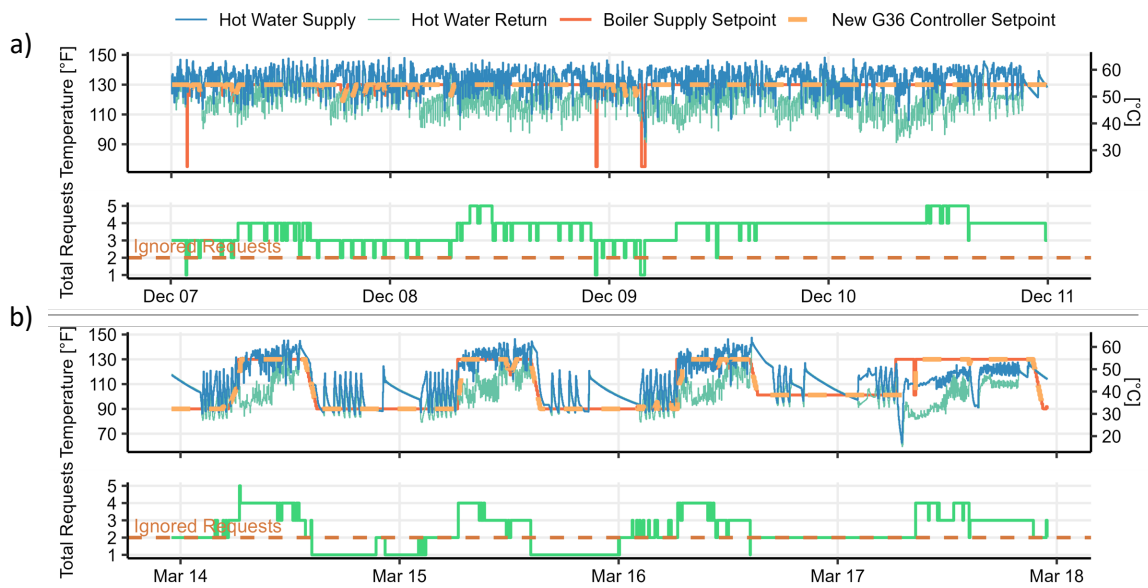 Hot Water Supply Hot Water Return Boiler Supply Setpoint New G36 Controller Setpoint
a)
Temperature [°F]
150
130
110
90
60
50
40
30
[°C]
Total Requests
5
4
3
2
1
Ignored Requests
Dec 07 Dec 08 Dec 09 Dec 10 Dec 11
b)
Temperature [°F]
150
130
110
90
70
60
50
40
30
20
[°C]
Total Requests
5
4
3
2
1
Ignored Requests
Mar 14 Mar 15 Mar 16 Mar 17 Mar 18